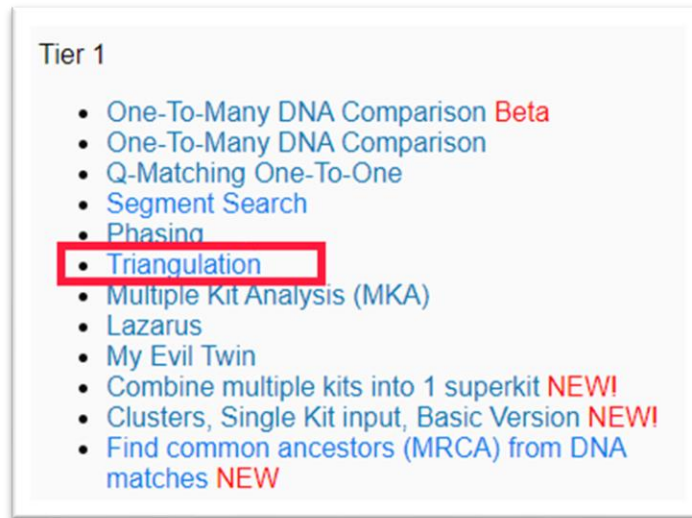 Tier 1
One-To-Many DNA Comparison Beta
One-To-Many DNA Comparison
Q-Matching One-To-One
Segment Search
Phasing
Triangulation
Multiple Kit Analysis (MKA)
Lazarus
My Evil Twin
Combine multiple kits into 1 superkit NEW!
Clusters, Single Kit input, Basic Version NEW!
Find common ancestors (MRCA) from DNA
matches NEW